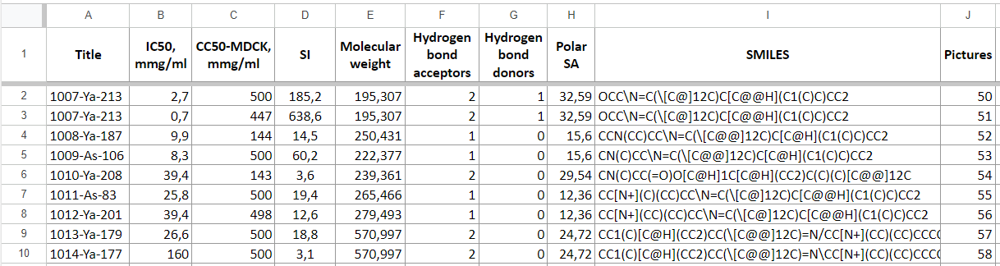 A B C D E F G H I J
1 Title IC50, mmg/ml CC50-MDCK, mmg/ml SI Molecular weight Hydrogen bond acceptors Hydrogen bond donors Polar SA SMILES Pictures
2 1007-Ya-213 2,7 500 185,2 195,307 2 1 32,59 OCC\N=C(\[C@]12C)C[C@@H](C1(C)C)CC2 50
3 1007-Ya-213 0,7 447 638,6 195,307 2 1 32,59 OCC\N=C(\[C@]12C)C[C@@H](C1(C)C)CC2 51
4 1008-Ya-187 9,9 144 14,5 250,431 1 0 15,6 CCN(CC)CC\N=C(\[C@@]12C)C[C@H](C1(C)C)CC2 52
5 1009-As-106 8,3 500 60,2 222,377 1 0 15,6 CN(C)CC\N=C(\[C@@]12C)C[C@H](C1(C)C)CC2 53
6 1010-Ya-208 39,4 143 3,6 239,361 2 0 29,54 CN(C)CC(=O)O[C@H]1C[C@H](CC2)C(C)(C)[C@@]12C 54
7 1011-As-83 25,8 500 19,4 265,466 1 0 12,36 CC[N+](C)(CC)CC\N=C(\[C@]12C)C[C@@H](C1(C)C)CC2 55
8 1012-Ya-201 39,4 498 12,6 279,493 1 0 12,36 CC[N+](CC)(CC)CC\N=C(\[C@]12C)C[C@@H](C1(C)C)CC2 56
9 1013-Ya-179 26,6 500 18,8 570,997 2 0 24,72 CC1(C)[C@H](CC2)CC(\[C@@]12C)=N/CC[N+](CC)(CC)CCCC 57
10 1014-Ya-177 160 500 3,1 570,997 2 0 24,72 CC1(C)[C@H](CC2)CC(\[C@@]12C)=N\CC[N+](CC)(CC)CCCC 58